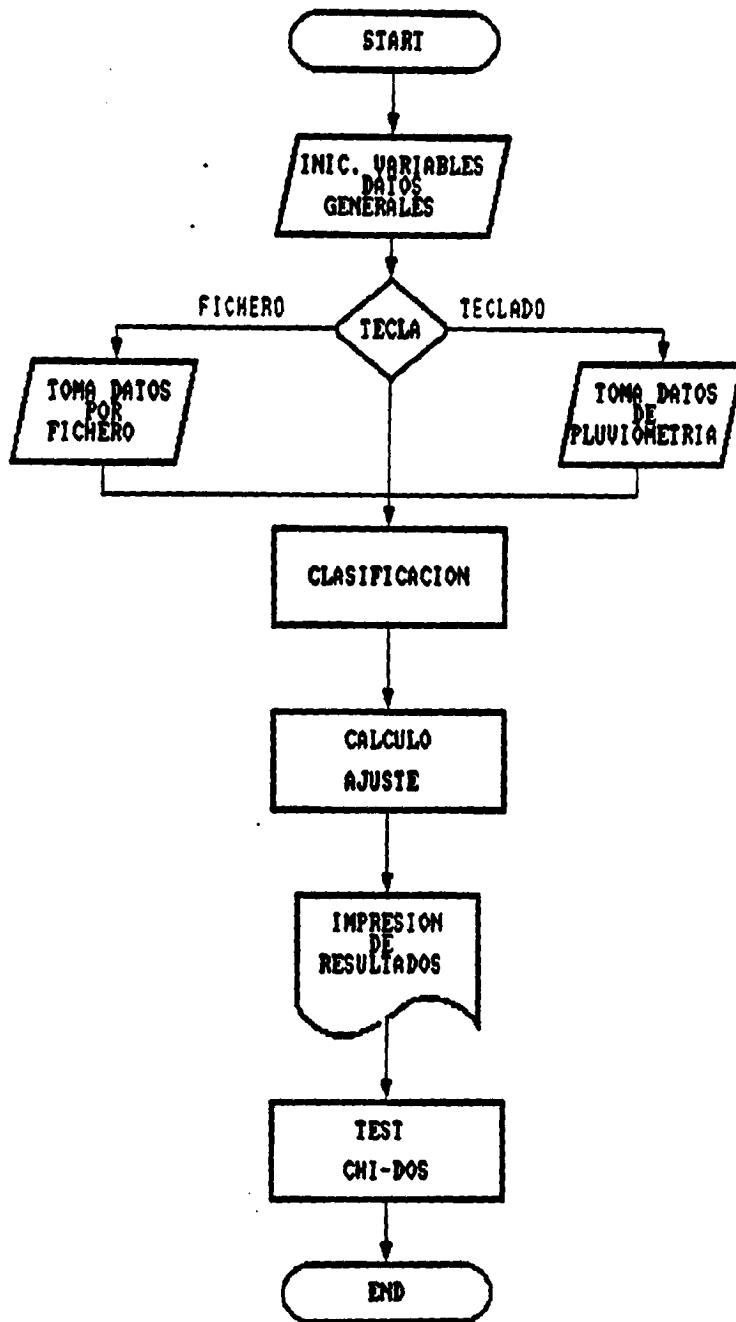 START
INIC. VARIABLES
DATOS
GENERALES
FICHERO
TECLA
TECLADO
TOMA DATOS
POR
FICHERO
TOMA DATOS
DE
PLUVIOMETRIA
CLASIFICACION
CALCULO
AJUSTE
IMPRESION
DE
RESULTADOS
TEST
CHI-DOS
END